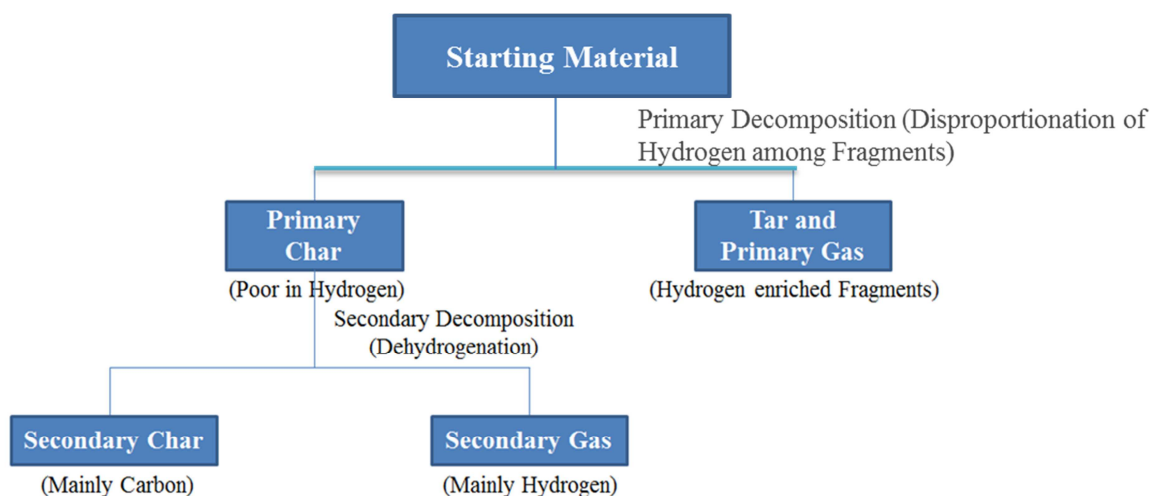 Starting Material
Primary Decomposition (Disproportionation of
Hydrogen among Fragments)
Primary
Char
(Poor in Hydrogen)
Tar and
Primary Gas
(Hydrogen enriched Fragments)
Secondary Decomposition
(Dehydrogenation)
Secondary Char
(Mainly Carbon)
Secondary Gas
(Mainly Hydrogen)